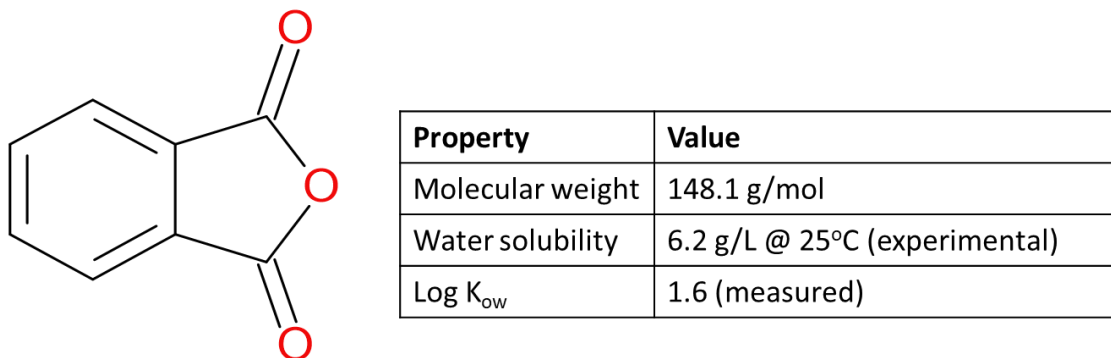 O
O
O
Property Value
Molecular weight 148.1 g/mol
Water solubility 6.2 g/L @ 25°C (experimental)
Log Kow 1.6 (measured)